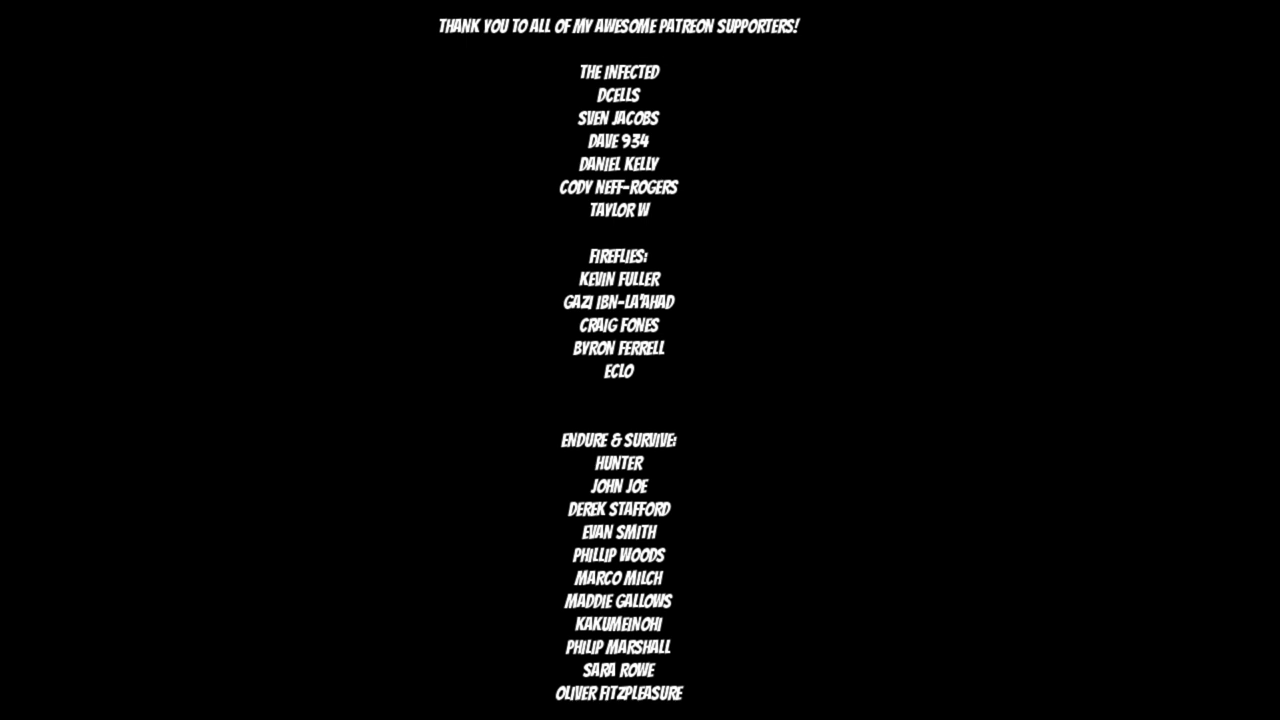 THANK YOU TO ALL OF MY AWESOME PATREON SUPPORTERS!
THE INFECTED
DCELLS
SVEN JACOBS
DAVE 934
DANIEL KELLY
CODY NEFF-ROGERS
TAYLOR W
FIREFLIES:
KEVIN FULLER
GAZI IBN-LA'AHAD
CRAIG FONES
BYRON FERRELL
ECLO
ENDURE & SURVIVE:
HUNTER
JOHN JOE
DEREK STAFFORD
EVAN SMITH
PHILLIP WOODS
MARCO MILCH
MADDIE GALLOWS
KAKUMEINOHI
PHILIP MARSHALL
SARA ROWE
OLIVER FITZPLEASURE